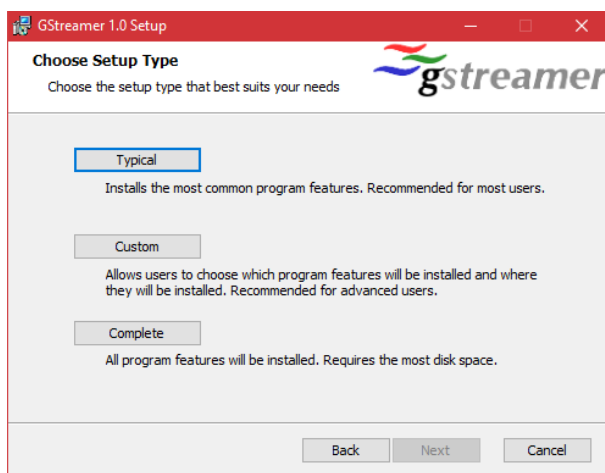 GStreamer 1.0 Setup
Choose Setup Type
Choose the setup type that best suits your needs
gstreamer
Typical
Installs the most common program features. Recommended for most users.
Custom
Allows users to choose which program features will be installed and where
they will be installed. Recommended for advanced users.
Complete
All program features will be installed. Requires the most disk space.
Back
Next
Cancel